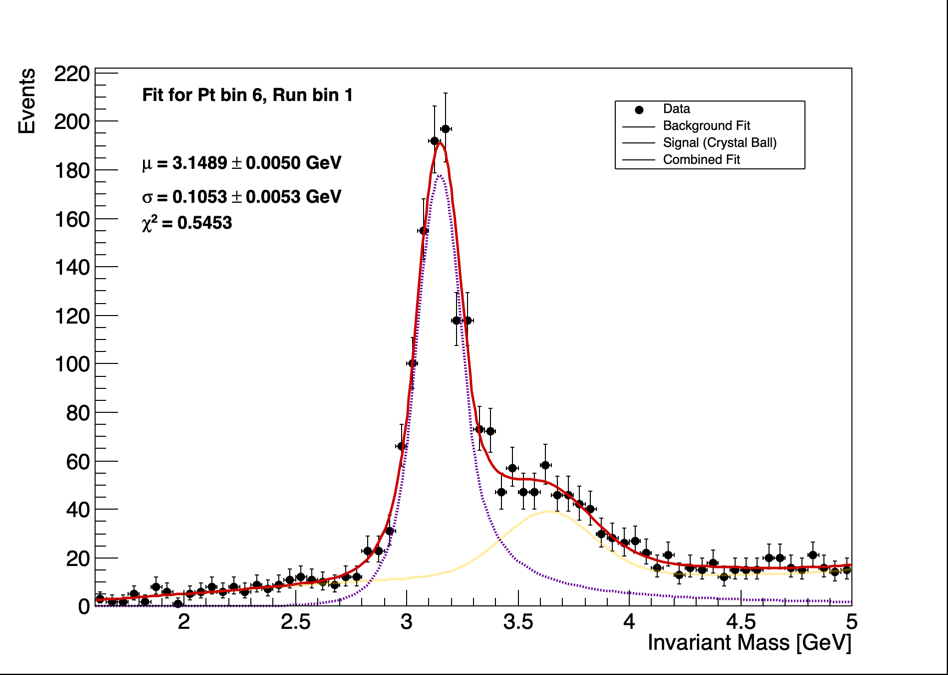 Fit for Pt bin 6, Run bin 1
μ = 3.1489 ± 0.0050 GeV
σ = 0.1053 ± 0.0053 GeV
χ² = 0.5453
Data
Background Fit
Signal (Crystal Ball)
Combined Fit
Events
220
200
180
160
140
120
100
80
60
40
20
0
2 2.5 3 3.5 4 4.5 5
Invariant Mass [GeV]